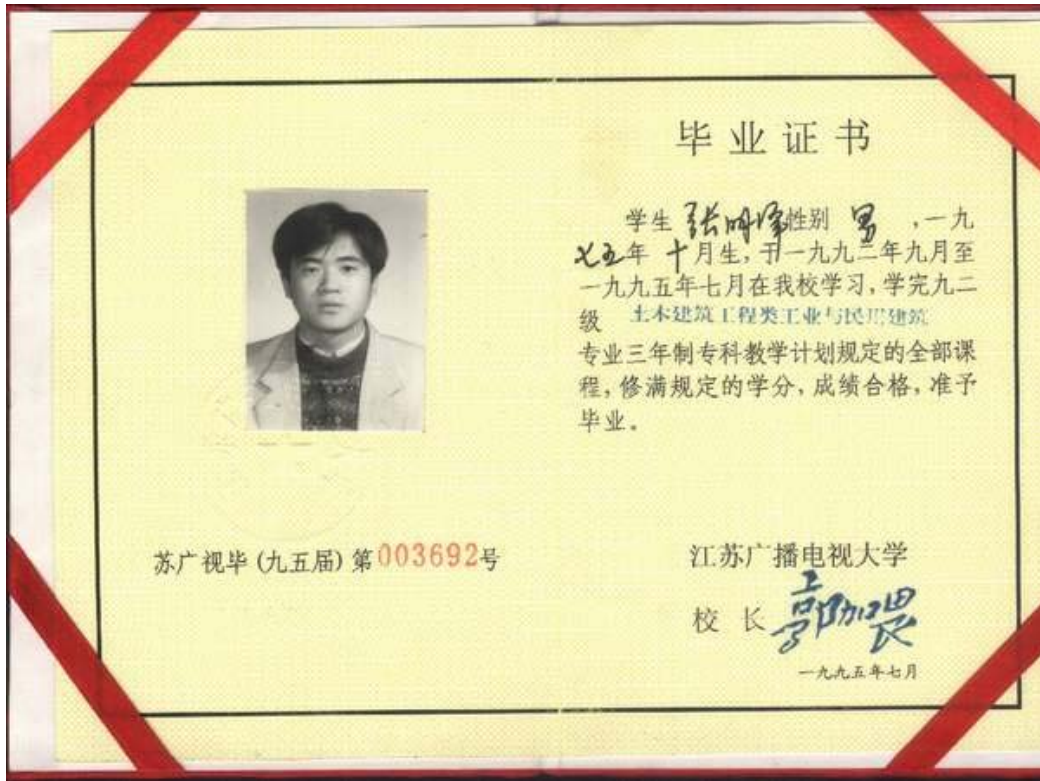 毕业证书
学生 张明泽 性别 男 ,一九
七五年 十月生,于一九九二年九月至
一九九五年七月在我校学习,学完九二
级 土木建筑工程类工业与民用建筑
专业三年制专科教学计划规定的全部课
程,修满规定的学分,成绩合格,准予
毕业。
苏广视毕(九五届)第003692号
江苏广播电视大学
校长
一九九五年七月